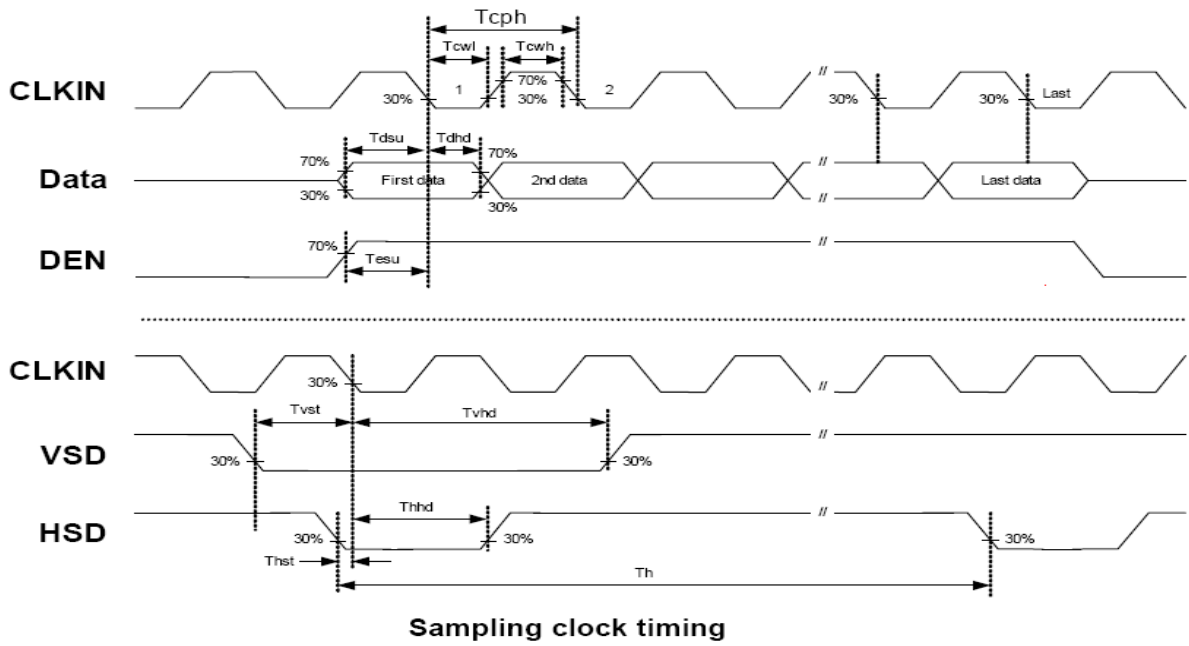 Tcph
Tcwl Tcwh
CLKIN 30% 1 70% 30% 2 // 30% 30% Last
Tdsu Tdhd
70% 70%
Data First data 2nd data // // Last data
30% 30%
70% //
DEN
Tesu
CLKIN 30% //
Tvst Tvhd
VSD 30% 30% //
Thhd
HSD 30% 30% // 30%
Thst
Th
Sampling clock timing